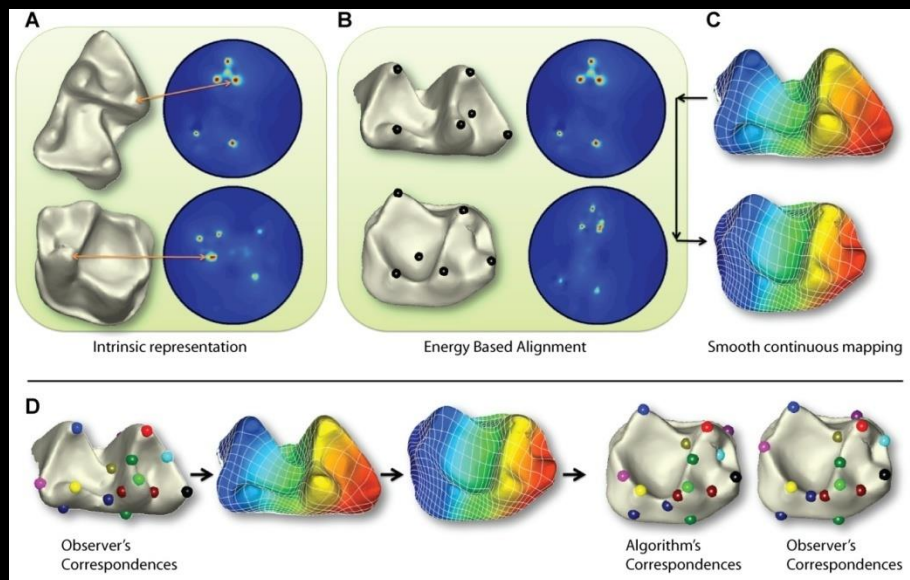 A
B
C
Intrinsic representation
Energy Based Alignment
Smooth continuous mapping
D
Observer's
Correspondences
Algorithm's
Correspondences
Observer's
Correspondences